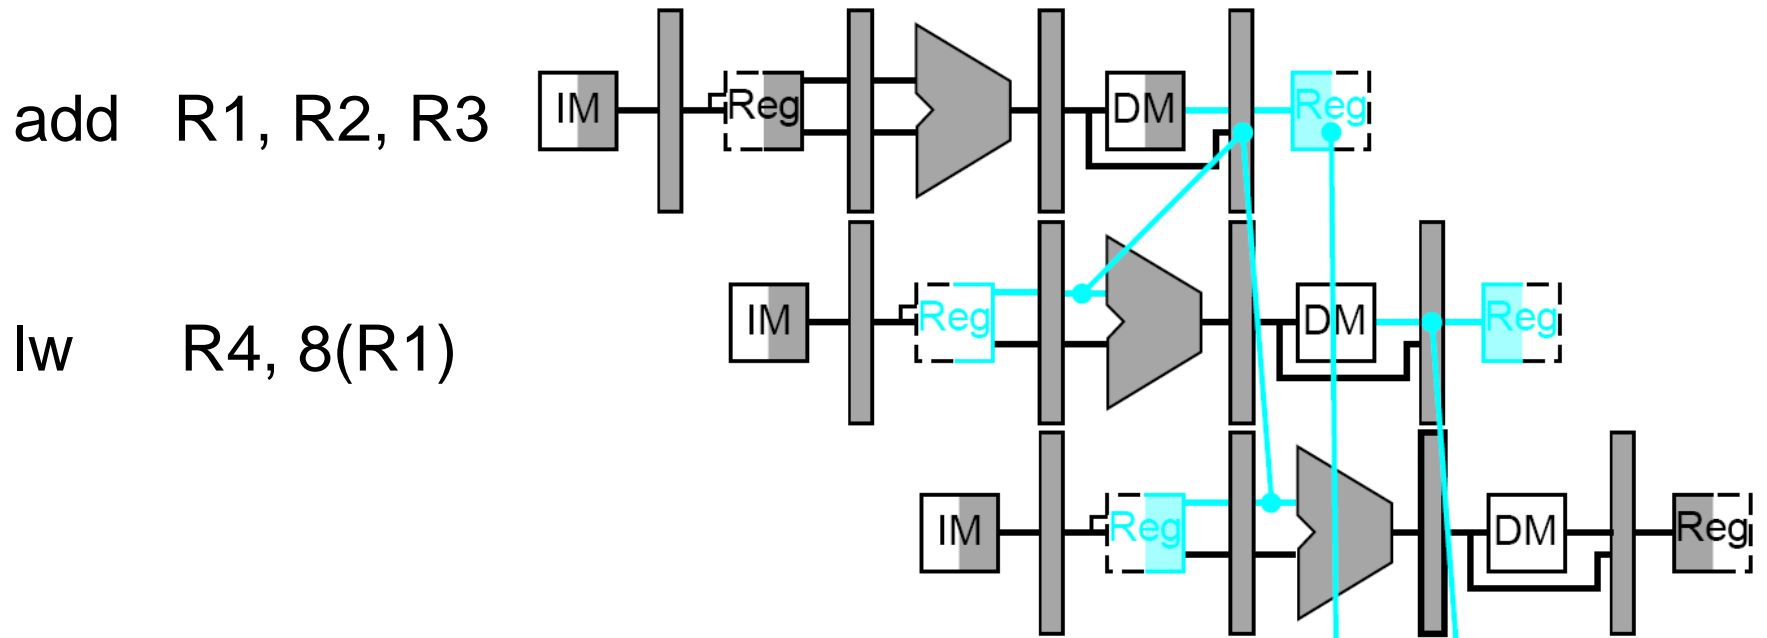 add R1, R2, R3 IM Reg DM Reg
lw R4, 8(R1) IM Reg DM Reg
IM Reg DM Reg